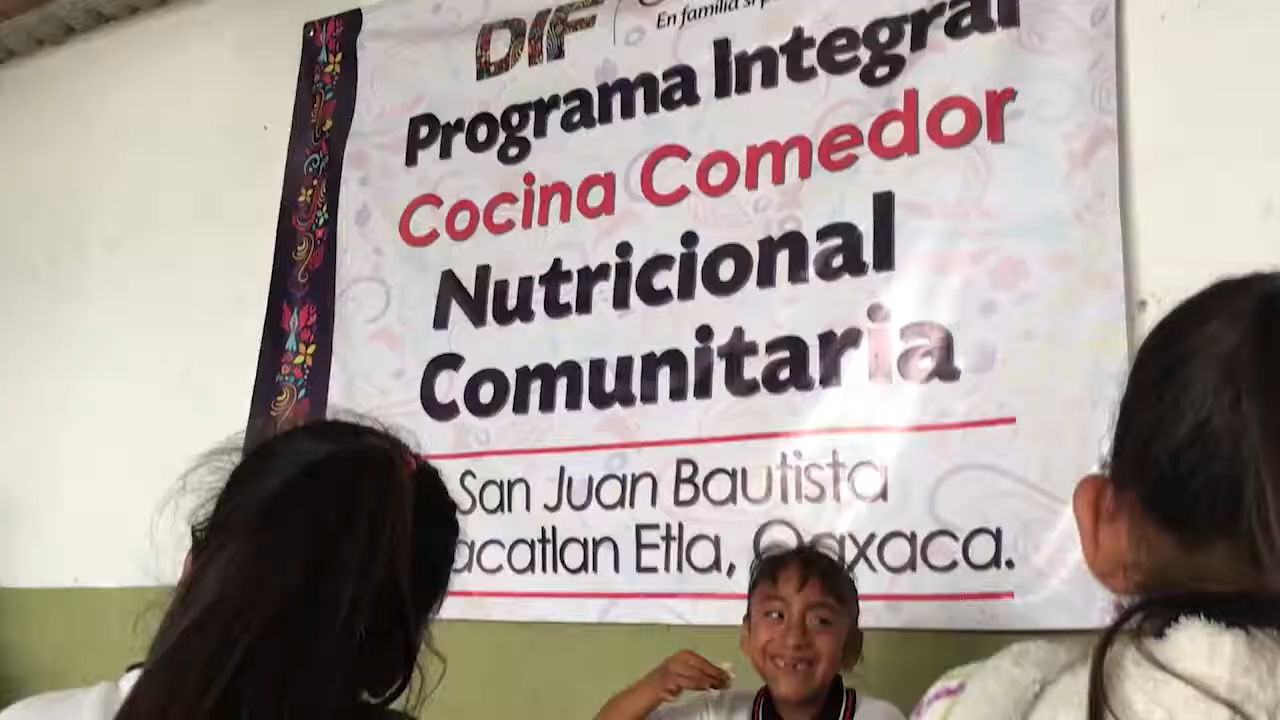 DIF
En familia
Programa Integral
Cocina Comedor
Nutricional
Comunitaria
San Juan Bautista
Etla, Oaxaca.